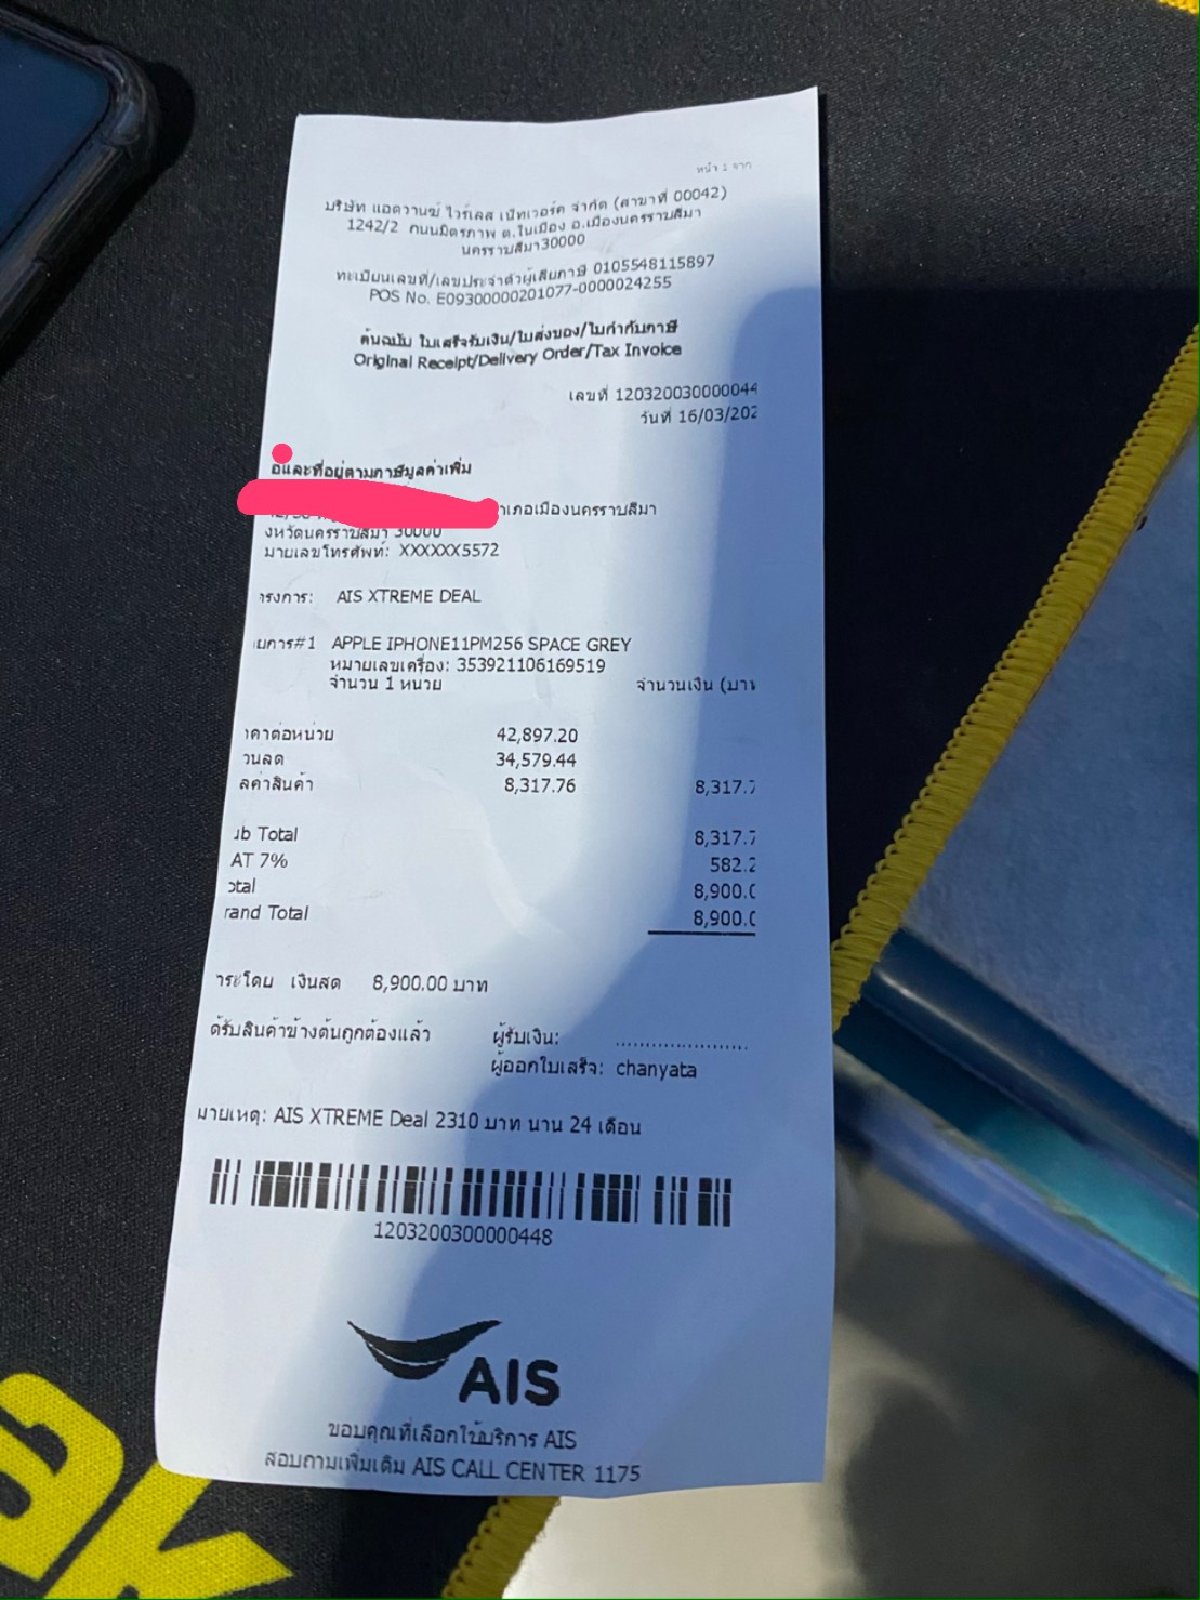 หน้า 1 จาก
บริษัท แอดวานซ์ ไวร์เลส เน็ทเวอร์ค จำกัด (สาขาที่ 00042)
1242/2 ถนนมิตรภาพ ต.ในเมือง อ.เมืองนครราชสีมา
นครราชสีมา30000
ทะเบียนเลขที่/เลขประจำตัวผู้เสียภาษี 0105548115897
POS No. E09300000201077-0000024255
ต้นฉบับ ใบเสร็จรับเงิน/ใบส่งของ/ใบกำกับภาษี
Original Receipt/Delivery Order/Tax Invoice
เลขที่ 120320030000044
วันที่ 16/03/202
อและที่อยู่ตามภาษีมูลค่าเพิ่ม
ำเภอเมืองนครราชสีมา
งหวัดนครราชสีมา 30000
มายเลขโทรศัพท์: XXXXXX5572
ครงการ: AIS XTREME DEAL
ายการ#1 APPLE IPHONE11PM256 SPACE GREY
หมายเลขเครื่อง: 353921106169519
จำนวน 1 หน่วย จำนวนเงิน (บาท
าคาต่อหน่วย 42,897.20
วนลด 34,579.44
ลค่าสินค้า 8,317.76 8,317.7
ub Total 8,317.7
AT 7% 582.2
otal 8,900.0
rand Total 8,900.0
าระโดย เงินสด 8,900.00 บาท
ด้รับสินค้าข้างต้นถูกต้องแล้ว ผู้รับเงิน: ......................
ผู้ออกใบเสร็จ: chanyata
มายเหตุ: AIS XTREME Deal 2310 บาท นาน 24 เดือน
1203200300000448
AIS
ขอบคุณที่เลือกใช้บริการ AIS
สอบถามเพิ่มเติม AIS CALL CENTER 1175
ak